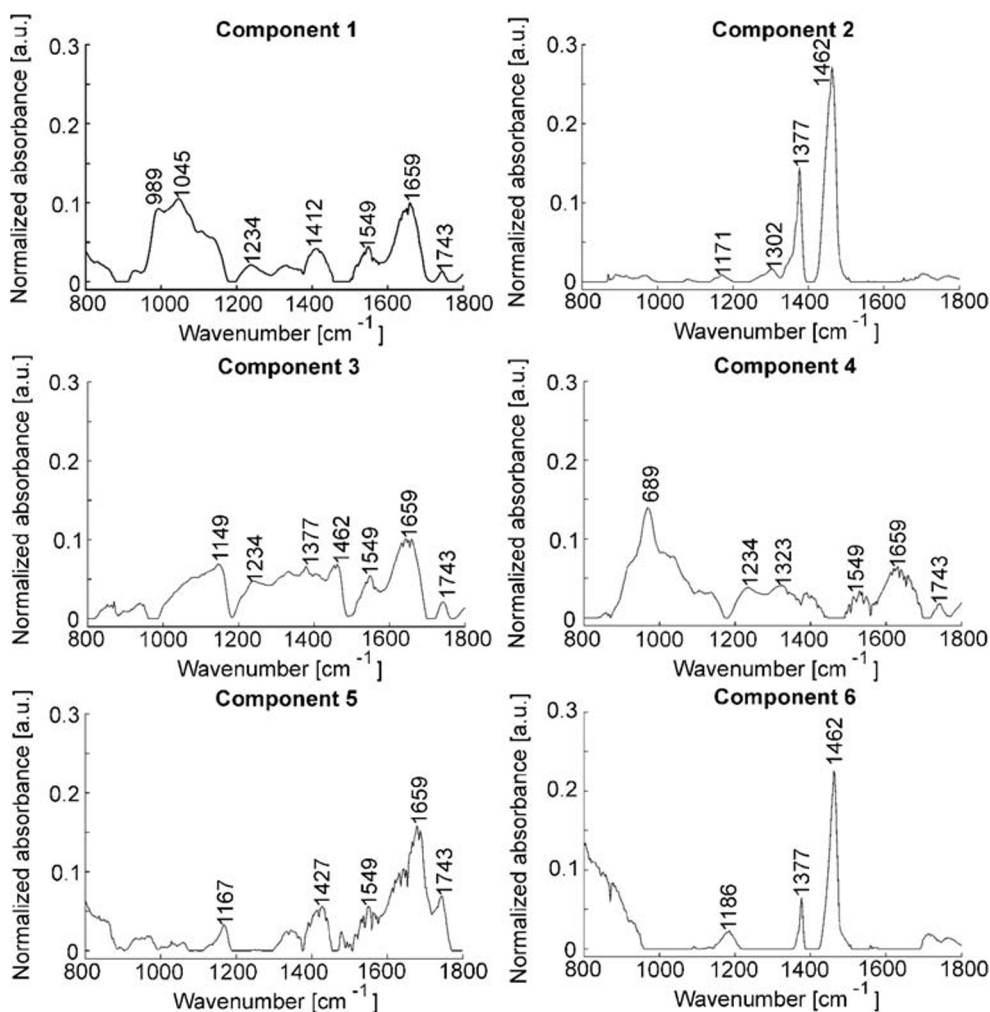 Component 1
Normalized absorbance [a.u.]
0.3
0.2
0.1
0
989
1045
1234
1412
1549
1659
1743
800 1000 1200 1400 1600 1800
Wavenumber [cm -1]
Component 2
Normalized absorbance [a.u.]
0.3
0.2
0.1
0
1171
1302
1377
1462
800 1000 1200 1400 1600 1800
Wavenumber [cm -1]
Component 3
Normalized absorbance [a.u.]
0.3
0.2
0.1
0
1149
1234
1377
1462
1549
1659
1743
800 1000 1200 1400 1600 1800
Wavenumber [cm -1]
Component 4
Normalized absorbance [a.u.]
0.3
0.2
0.1
0
689
1234
1323
1549
1659
1743
800 1000 1200 1400 1600 1800
Wavenumber [cm -1]
Component 5
Normalized absorbance [a.u.]
0.3
0.2
0.1
0
1167
1427
1549
1659
1743
800 1000 1200 1400 1600 1800
Wavenumber [cm -1]
Component 6
Normalized absorbance [a.u.]
0.3
0.2
0.1
0
1186
1377
1462
800 1000 1200 1400 1600 1800
Wavenumber [cm -1]